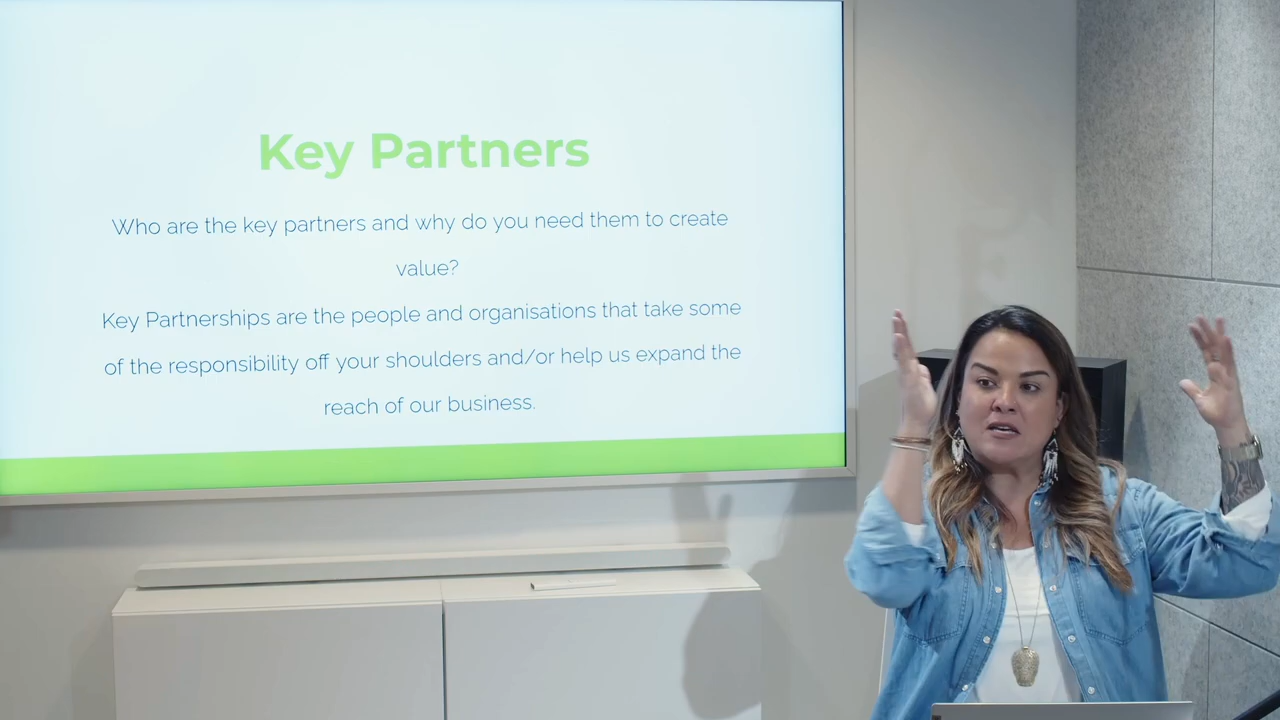 Key Partners
Who are the key partners and why do you need them to create
value?
Key Partnerships are the people and organisations that take some
of the responsibility off your shoulders and/or help us expand the
reach of our business.